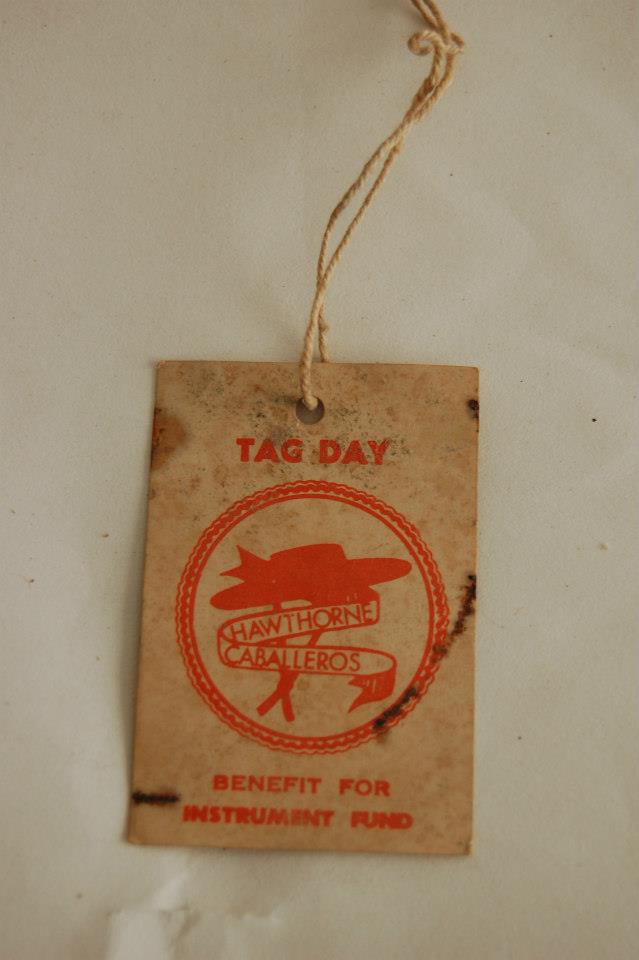 TAG DAY
HAWTHORNE
CABALLEROS
BENEFIT FOR
INSTRUMENT FUND